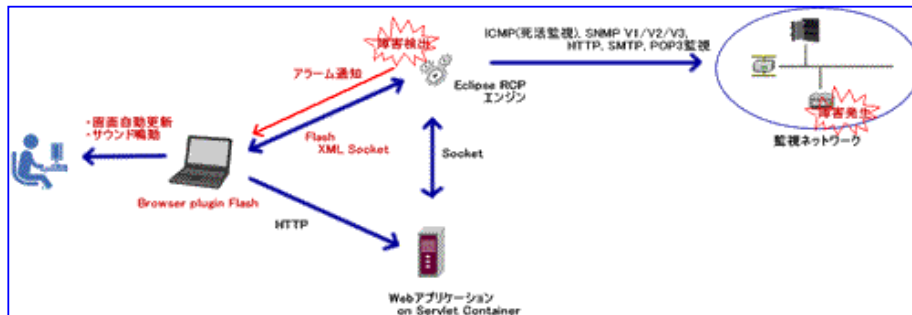 障害検出
ICMP(死活監視), SNMP V1/V2/V3,
HTTP, SMTP, POP3監視
アラーム通知
Eclipse RCP
エンジン
障害発生
監視ネットワーク
・画面自動更新
・サウンド鳴動
Flash
XML Socket
Socket
Browser plugin Flash
HTTP
Webアプリケーション
on Servlet Container